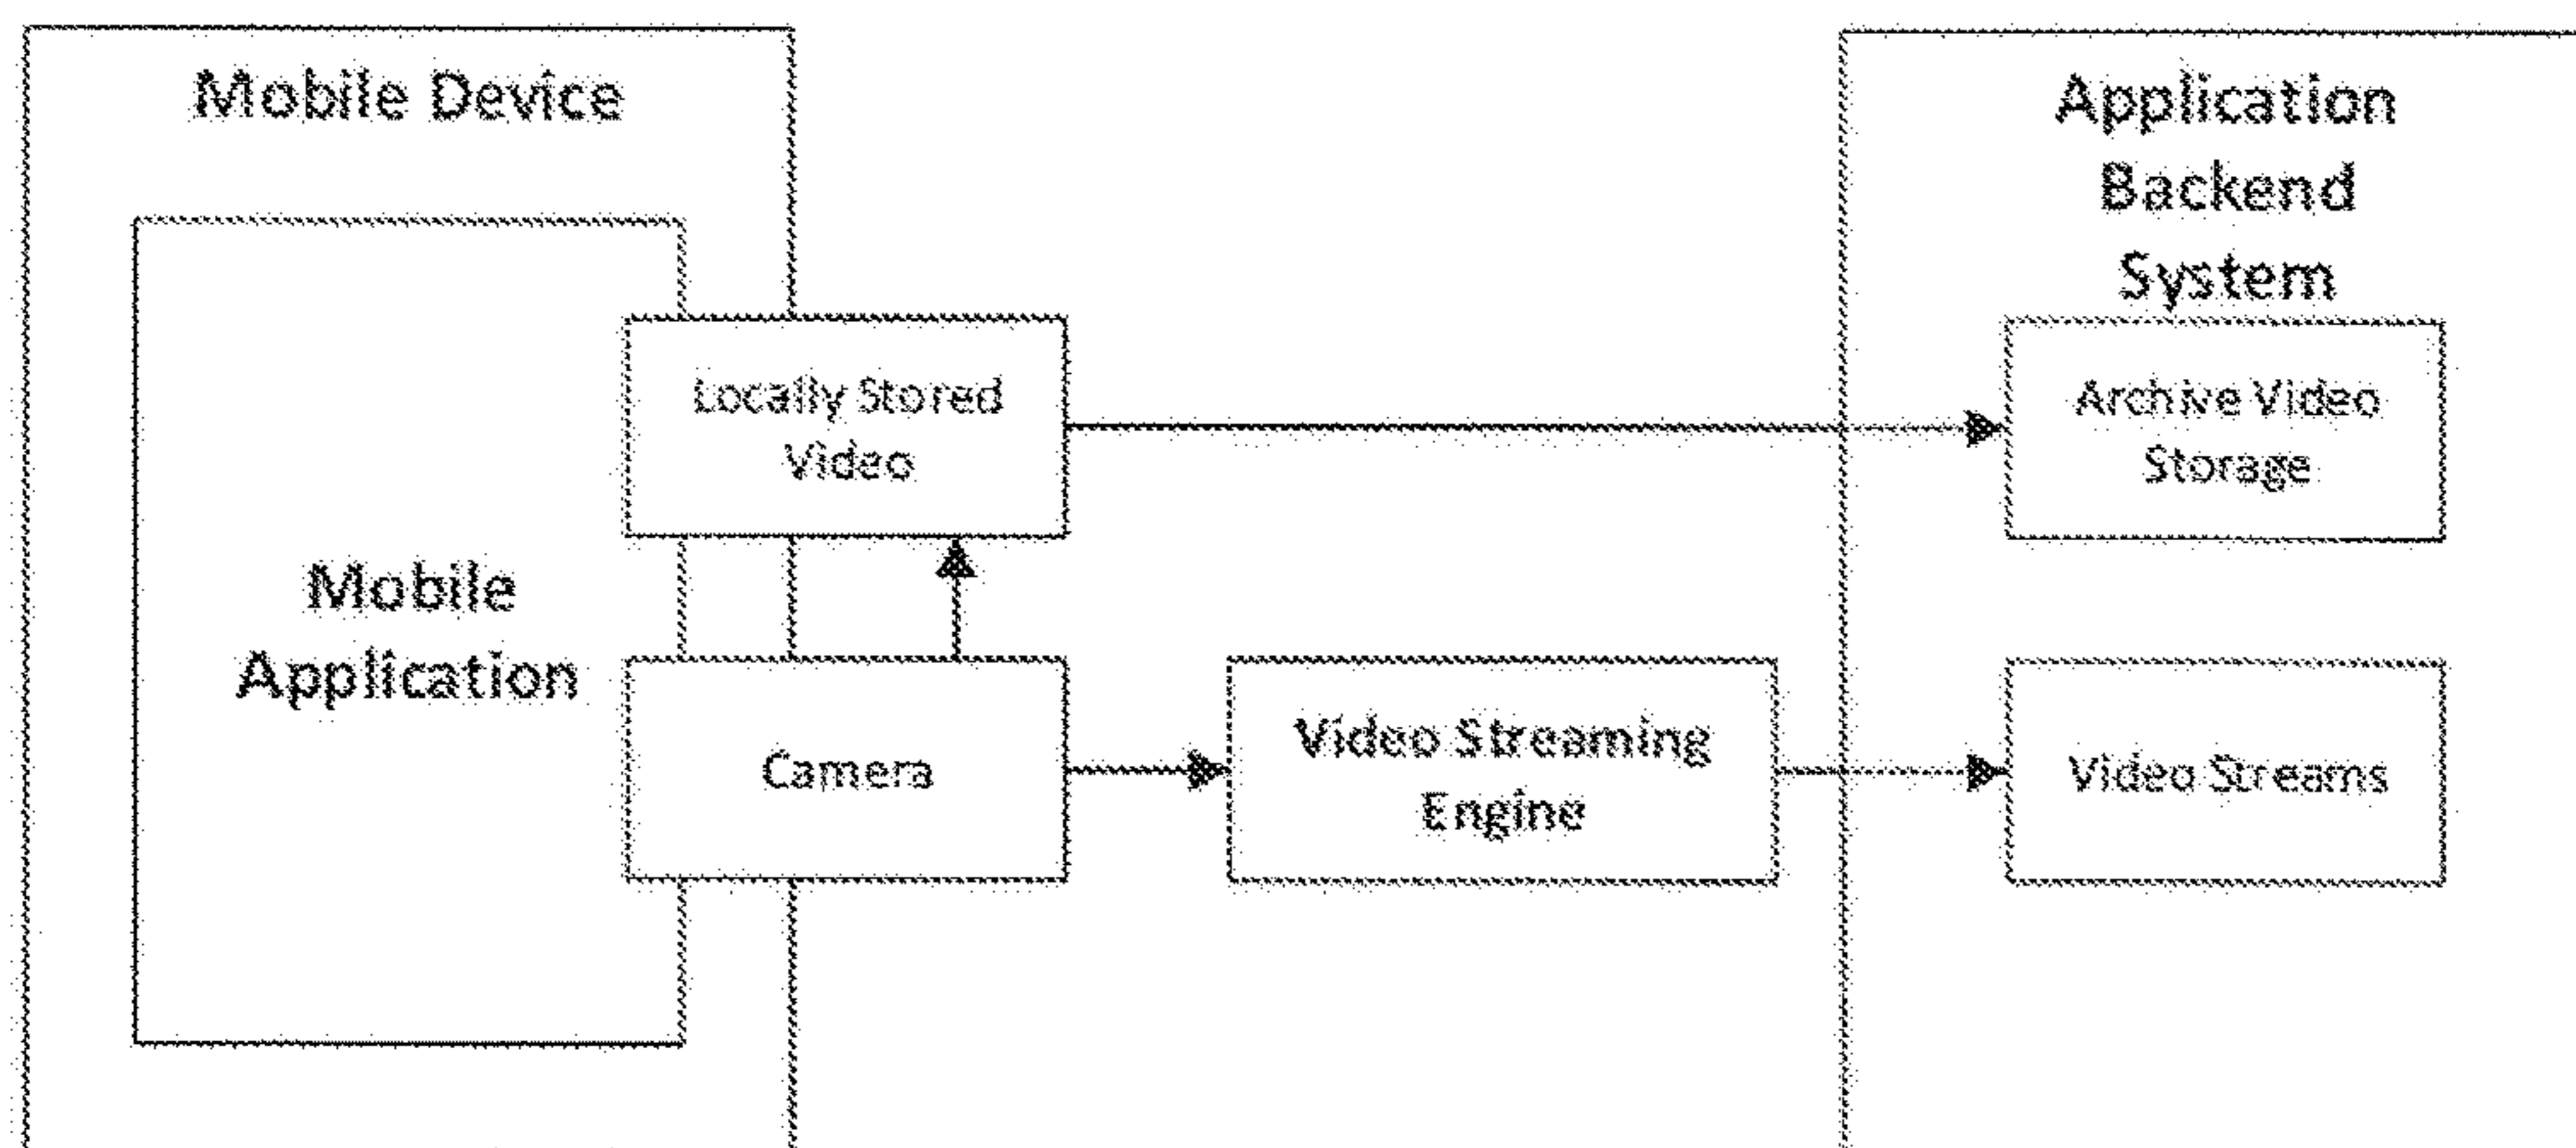 Mobile Device
Application
Backend
System
Locally Stored
Video
Archive Video
Storage
Mobile
Application
Camera
Video Streaming
Engine
Video Streams